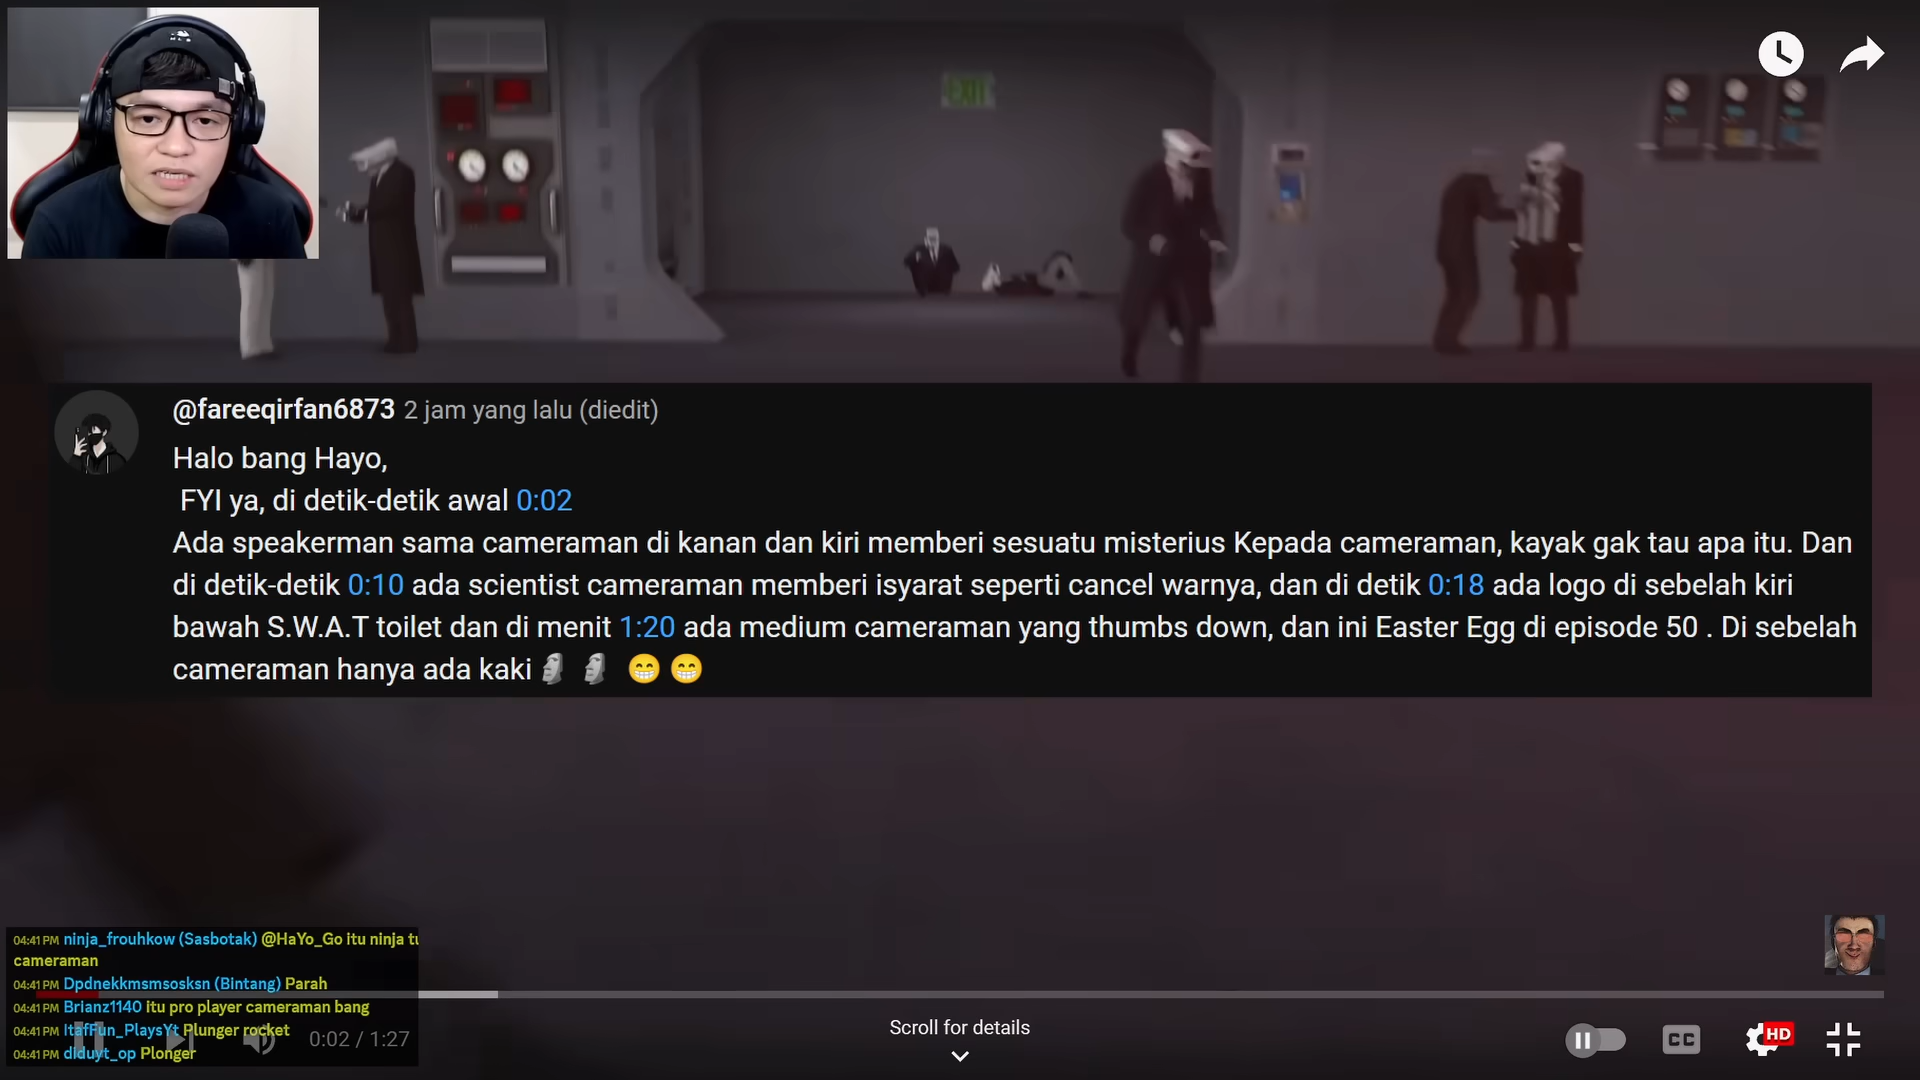 EXIT
@fareeqirfan6873 2 jam yang lalu (diedit)
Halo bang Hayo,
FYI ya, di detik-detik awal 0:02
Ada speakerman sama cameraman di kanan dan kiri memberi sesuatu misterius Kepada cameraman, kayak gak tau apa itu. Dan
di detik-detik 0:10 ada scientist cameraman memberi isyarat seperti cancel warnya, dan di detik 0:18 ada logo di sebelah kiri
bawah S.W.A.T toilet dan di menit 1:20 ada medium cameraman yang thumbs down, dan ini Easter Egg di episode 50 . Di sebelah
cameraman hanya ada kaki 🗿 🗿 😁 😁
04:41 PM ninja_frouhkow (Sasbotak) @HaYo_Go itu ninja tu
cameraman
04:41 PM Dpdnekkmsmsosksn (Bintang) Parah
04:41 PM Brianz1140 itu pro player cameraman bang
04:41 PM ItafFun_PlaysYt Plunger rocket
04:41 PM dlduyt_op Plonger
0:02 / 1:27
Scroll for details
CC
HD